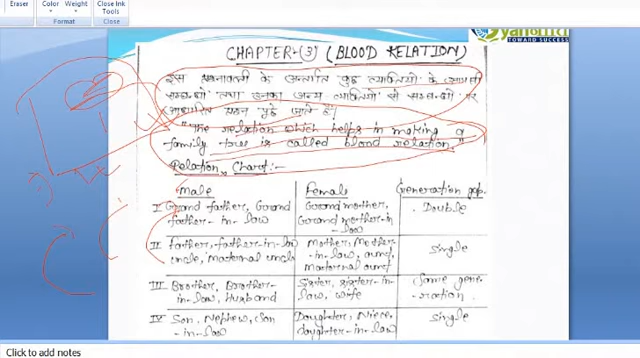 Eraser
Color
Weight
Close Ink
Tools
Format
Close
TOWARD SUCCESS
CHAPTER-(3) (BLOOD RELATION)
इस प्रश्नावली के अन्तर्गत कुछ व्यक्तियों के आपसी
सम्बन्धों तथा उनका अन्य व्यक्तियों से सम्बन्धों पर
आधारित प्रश्न पूछे जाते हैं।
"The relation which helps in making a
family tree is called blood relation"
Relation Chart:-
Male Female Generation gap.
I Grand father, Grand Grand mother, Double
father-in-law Grand mother-in-law
II Father, father-in-law Mother, Mother single
uncle, Maternal uncle -in-law, aunt,
Maternal aunt
III Brother, Brother- Sister, sister-in- Same gene-
in-law, Husband law, wife ration
IV Son, Nephew, son Daughter, Niece, single
-in-law daughter-in-law
Click to add notes